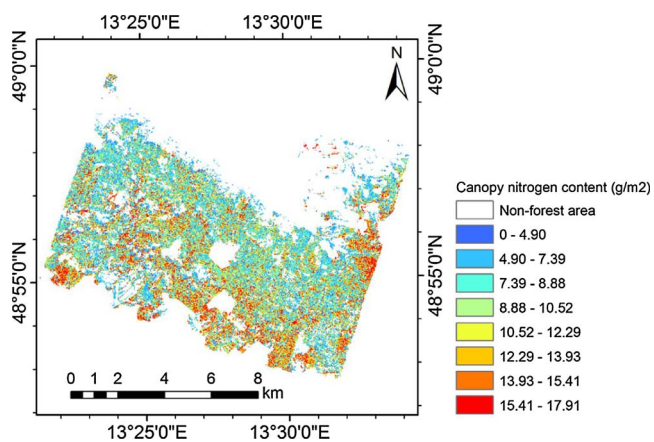 13°25'0"E
13°30'0"E
49°0'0"N
49°0'0"N
N
48°55'0"N
48°55'0"N
0 1 2 4 6 8
km
13°25'0"E
13°30'0"E
Canopy nitrogen content (g/m2)
Non-forest area
0 - 4.90
4.90 - 7.39
7.39 - 8.88
8.88 - 10.52
10.52 - 12.29
12.29 - 13.93
13.93 - 15.41
15.41 - 17.91